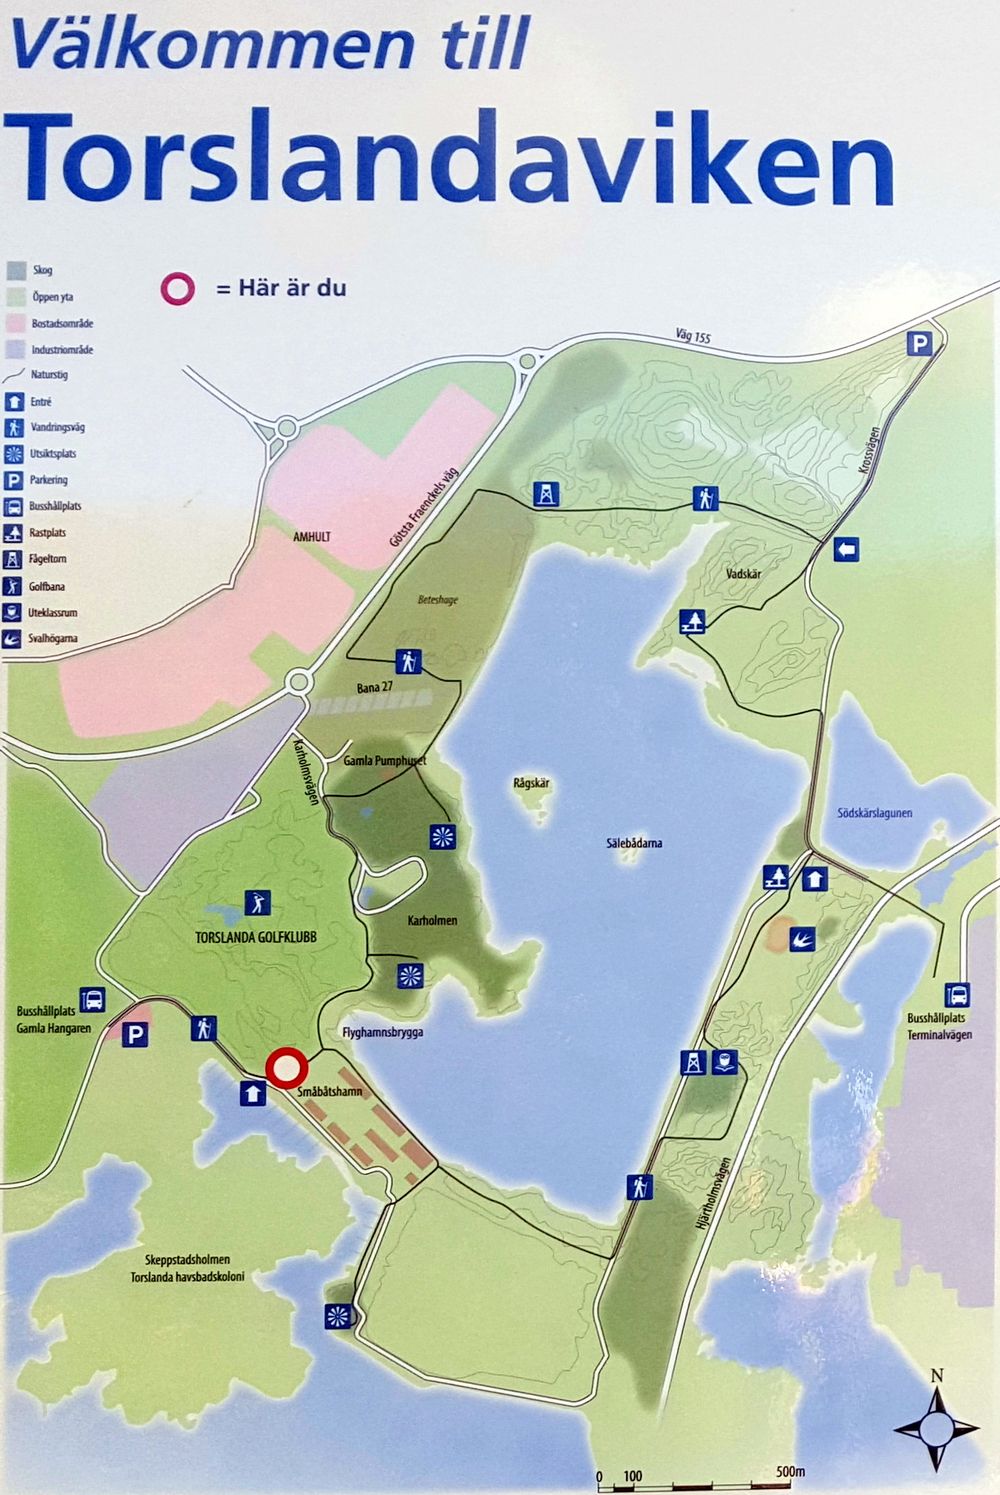 Välkommen till
Torslandaviken
Skog
Öppen yta
Bostadsområde
Industriområde
Naturstig
Entré
Vandringsväg
Utsiktsplats
Parkering
Busshållplats
Rastplats
Fågeltorn
Golfbana
Uteklassrum
Svalhögarna
= Här är du
Väg 155
P
Krossvägen
Götsta Fraenckels väg
AMHULT
Vadskär
Beteshage
Bana 27
Karholmsvägen
Gamla Pumphuset
Rågskär
Sälebådarna
Södskärslagunen
Karholmen
TORSLANDA GOLFKLUBB
Busshållplats
Gamla Hangaren
P
Flyghamnsbrygga
Busshållplats
Terminalvägen
Småbåtshamn
Hjärtholmsvägen
Skeppstadsholmen
Torslanda havsbadskoloni
N
0 100 500m